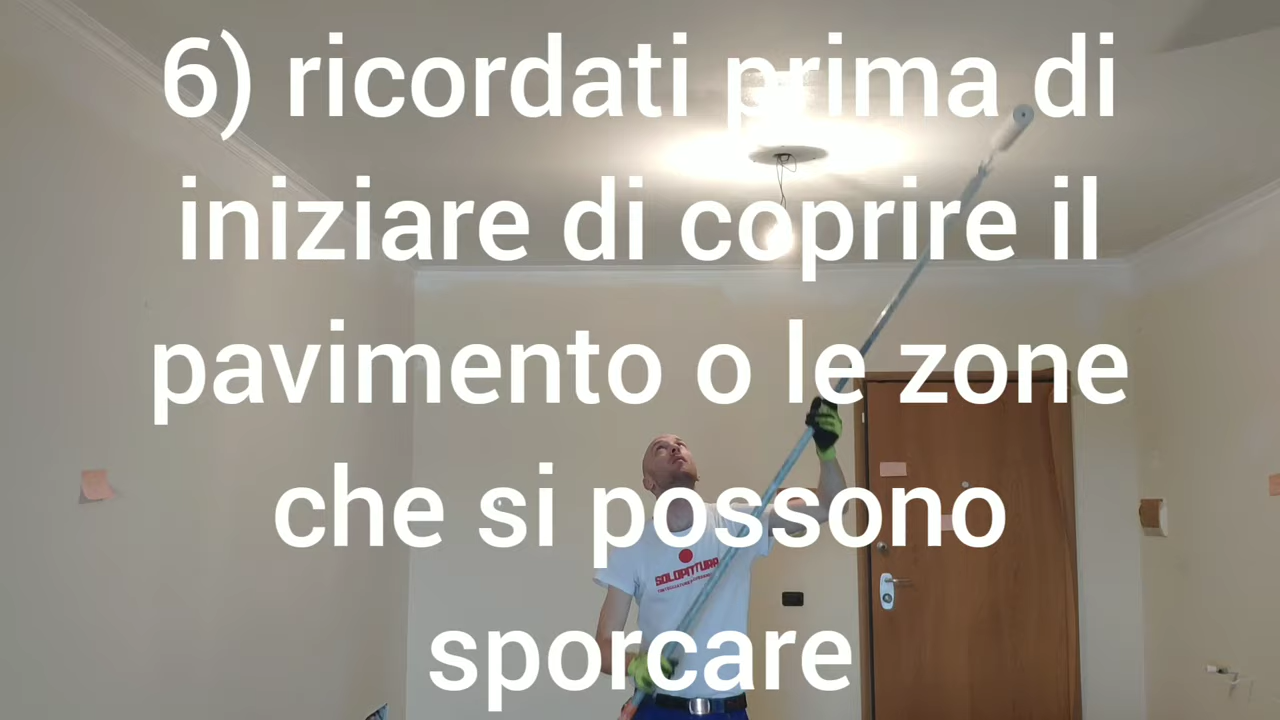 6) ricordati prima di
iniziare di coprire il
pavimento o le zone
che si possono
sporcare
SOLOPITTURA